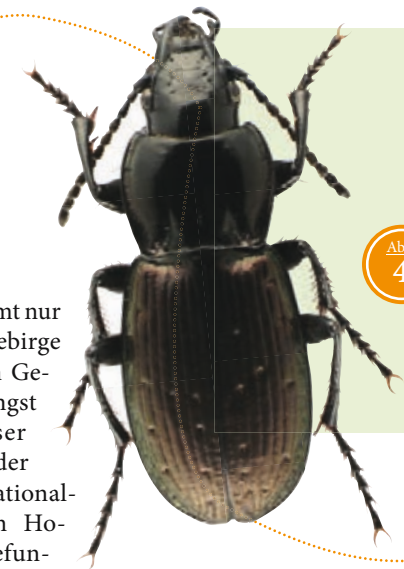 Ab
4
mt nur
ebirge
n Ge-
ngst
ser
der
ational-
n Ho-
efun-